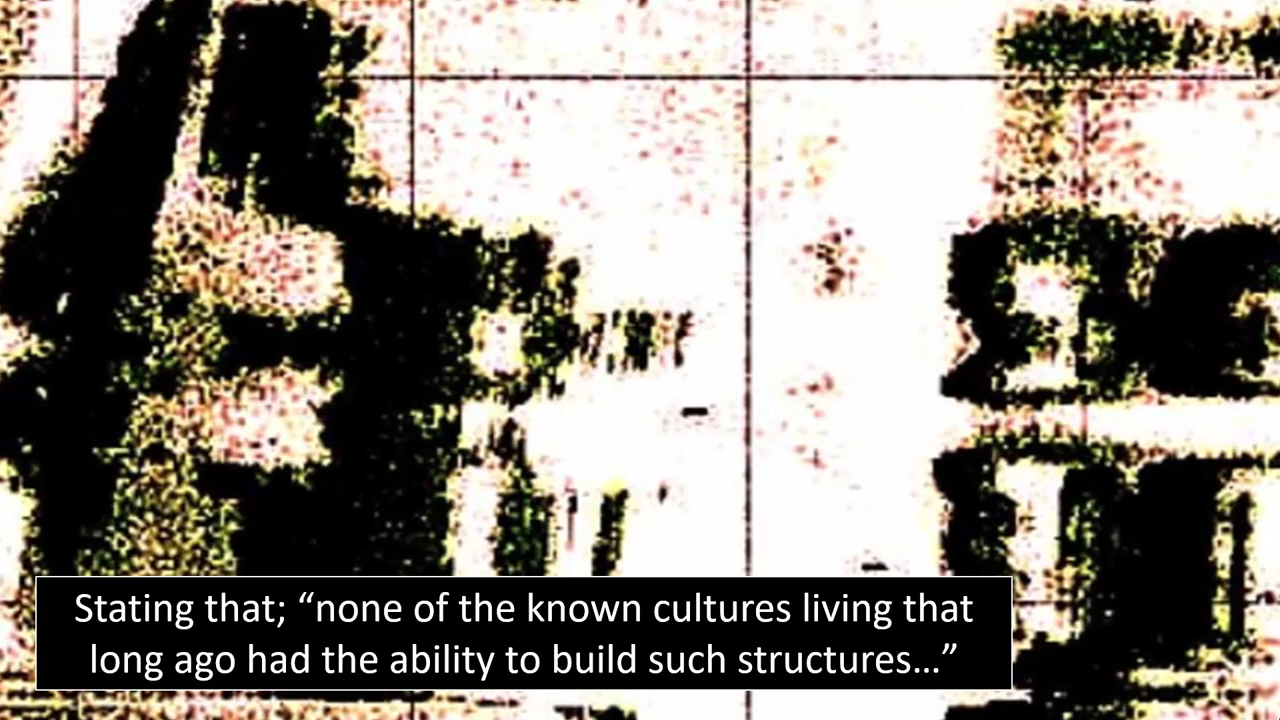 Stating that; “none of the known cultures living that
long ago had the ability to build such structures…”